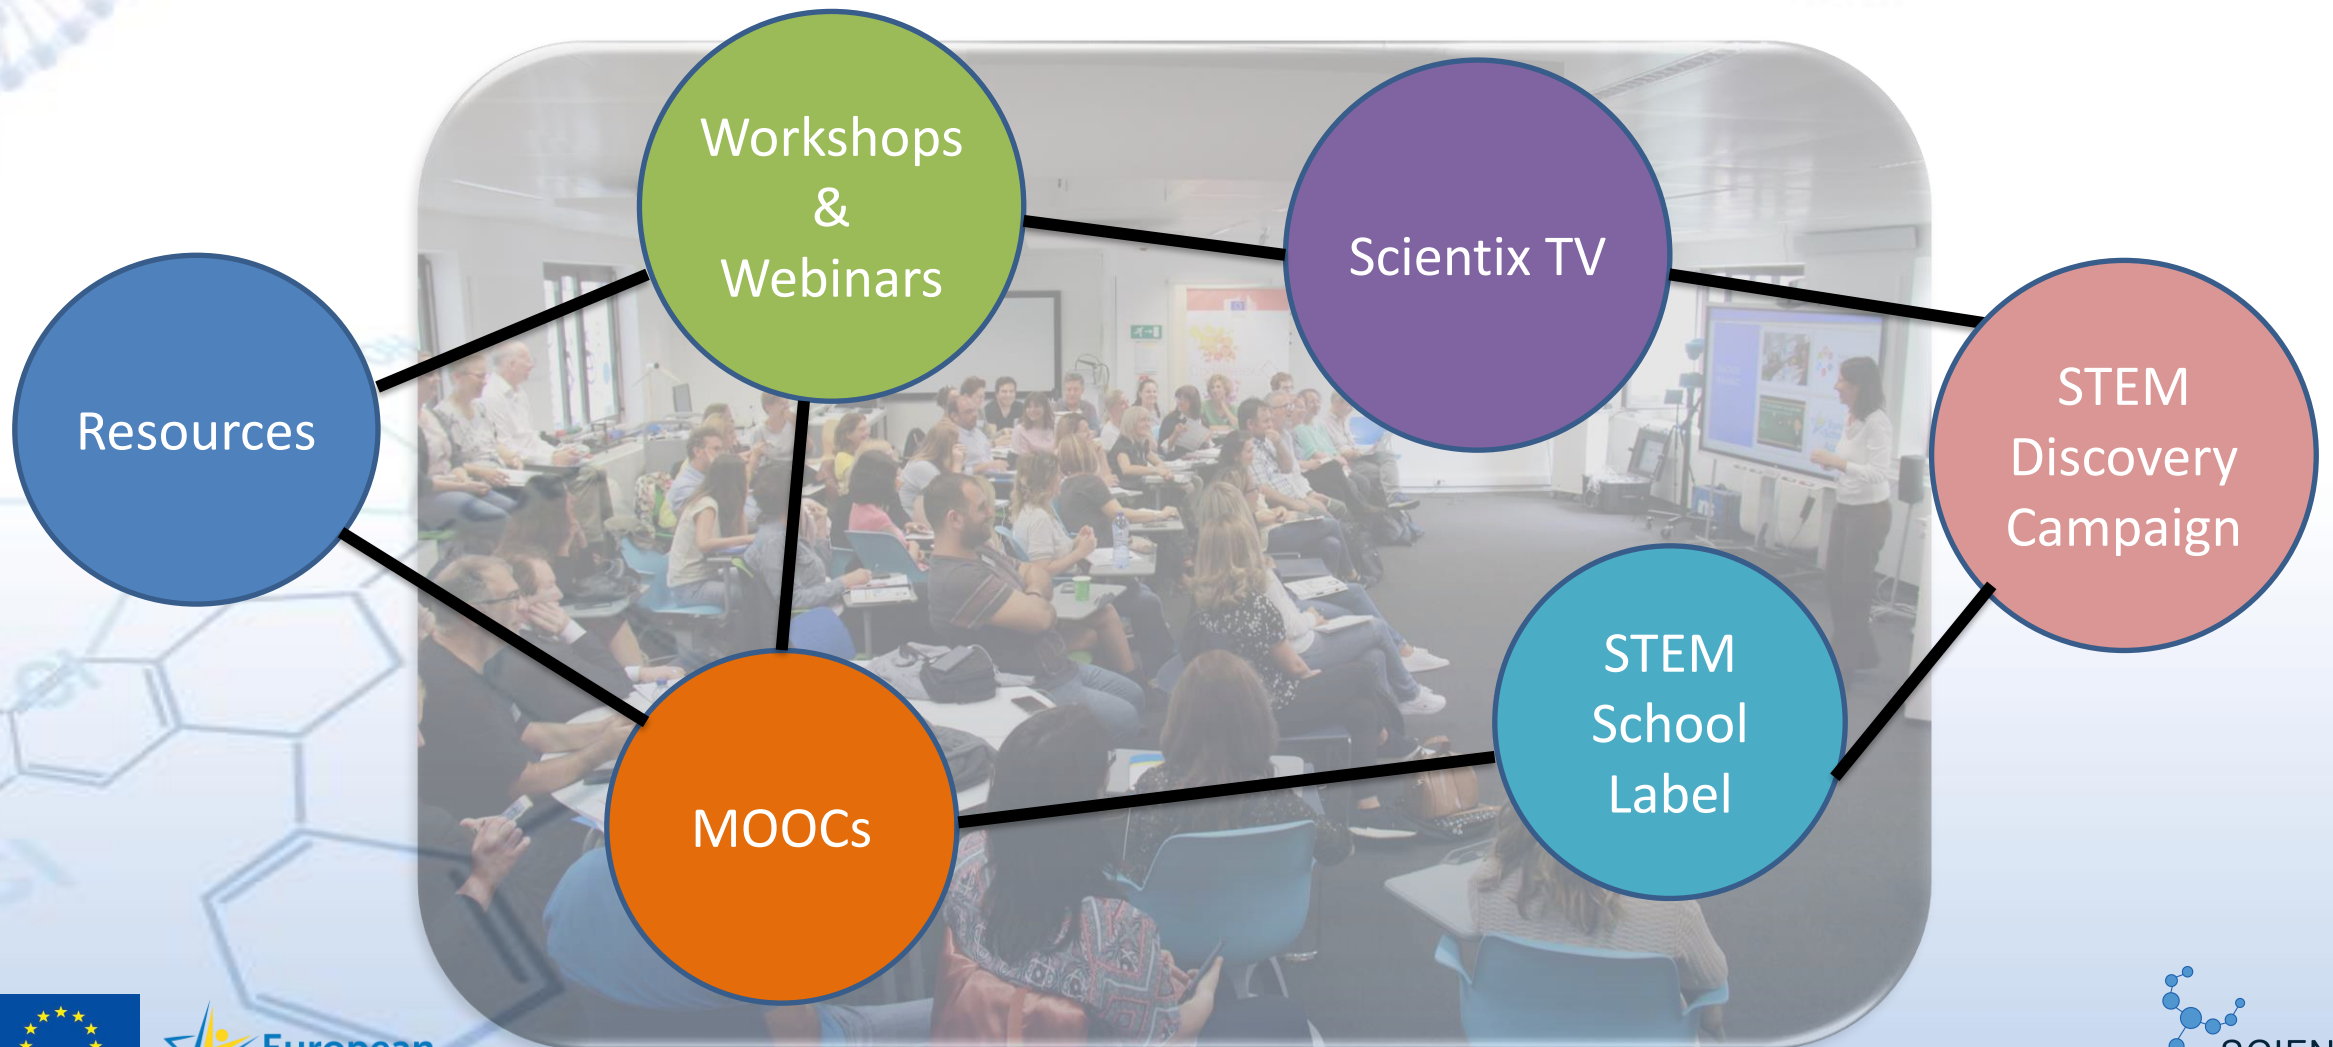 Workshops
&
Webinars
Scientix TV
Resources
STEM
Discovery
Campaign
STEM
School
Label
MOOCs